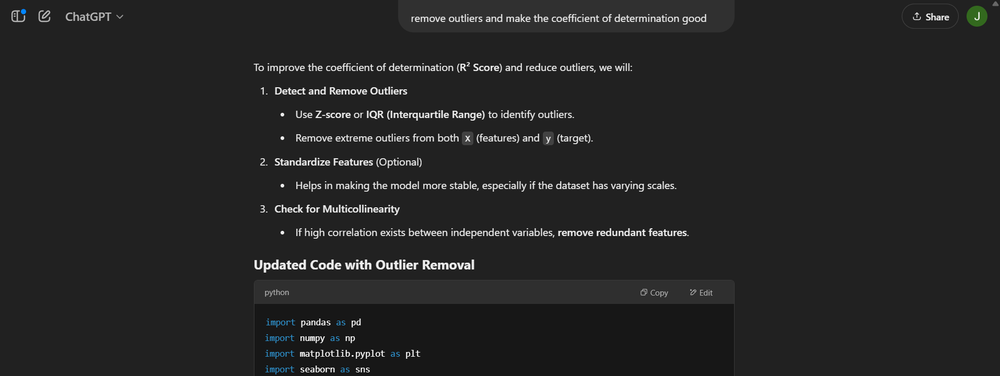 ChatGPT
remove outliers and make the coefficient of determination good
Share
J
To improve the coefficient of determination (R² Score) and reduce outliers, we will:
1. Detect and Remove Outliers
• Use Z-score or IQR (Interquartile Range) to identify outliers.
• Remove extreme outliers from both X (features) and y (target).
2. Standardize Features (Optional)
• Helps in making the model more stable, especially if the dataset has varying scales.
3. Check for Multicollinearity
• If high correlation exists between independent variables, remove redundant features.
Updated Code with Outlier Removal
python
Copy
Edit
import pandas as pd
import numpy as np
import matplotlib.pyplot as plt
import seaborn as sns